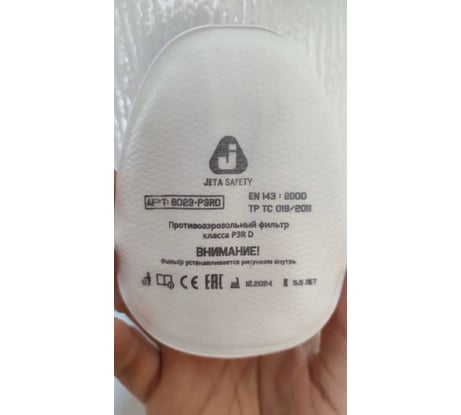 j
JETA SAFETY
АРТ: 6023-P3RD
EN 143 : 2000
ТР ТС 019/2011
Противоаэрозольный фильтр
класса P3R D
ВНИМАНИЕ!
Фильтр устанавливается рисунком внутрь.
CE EAC 12.2024 5.5 ЛЕТ